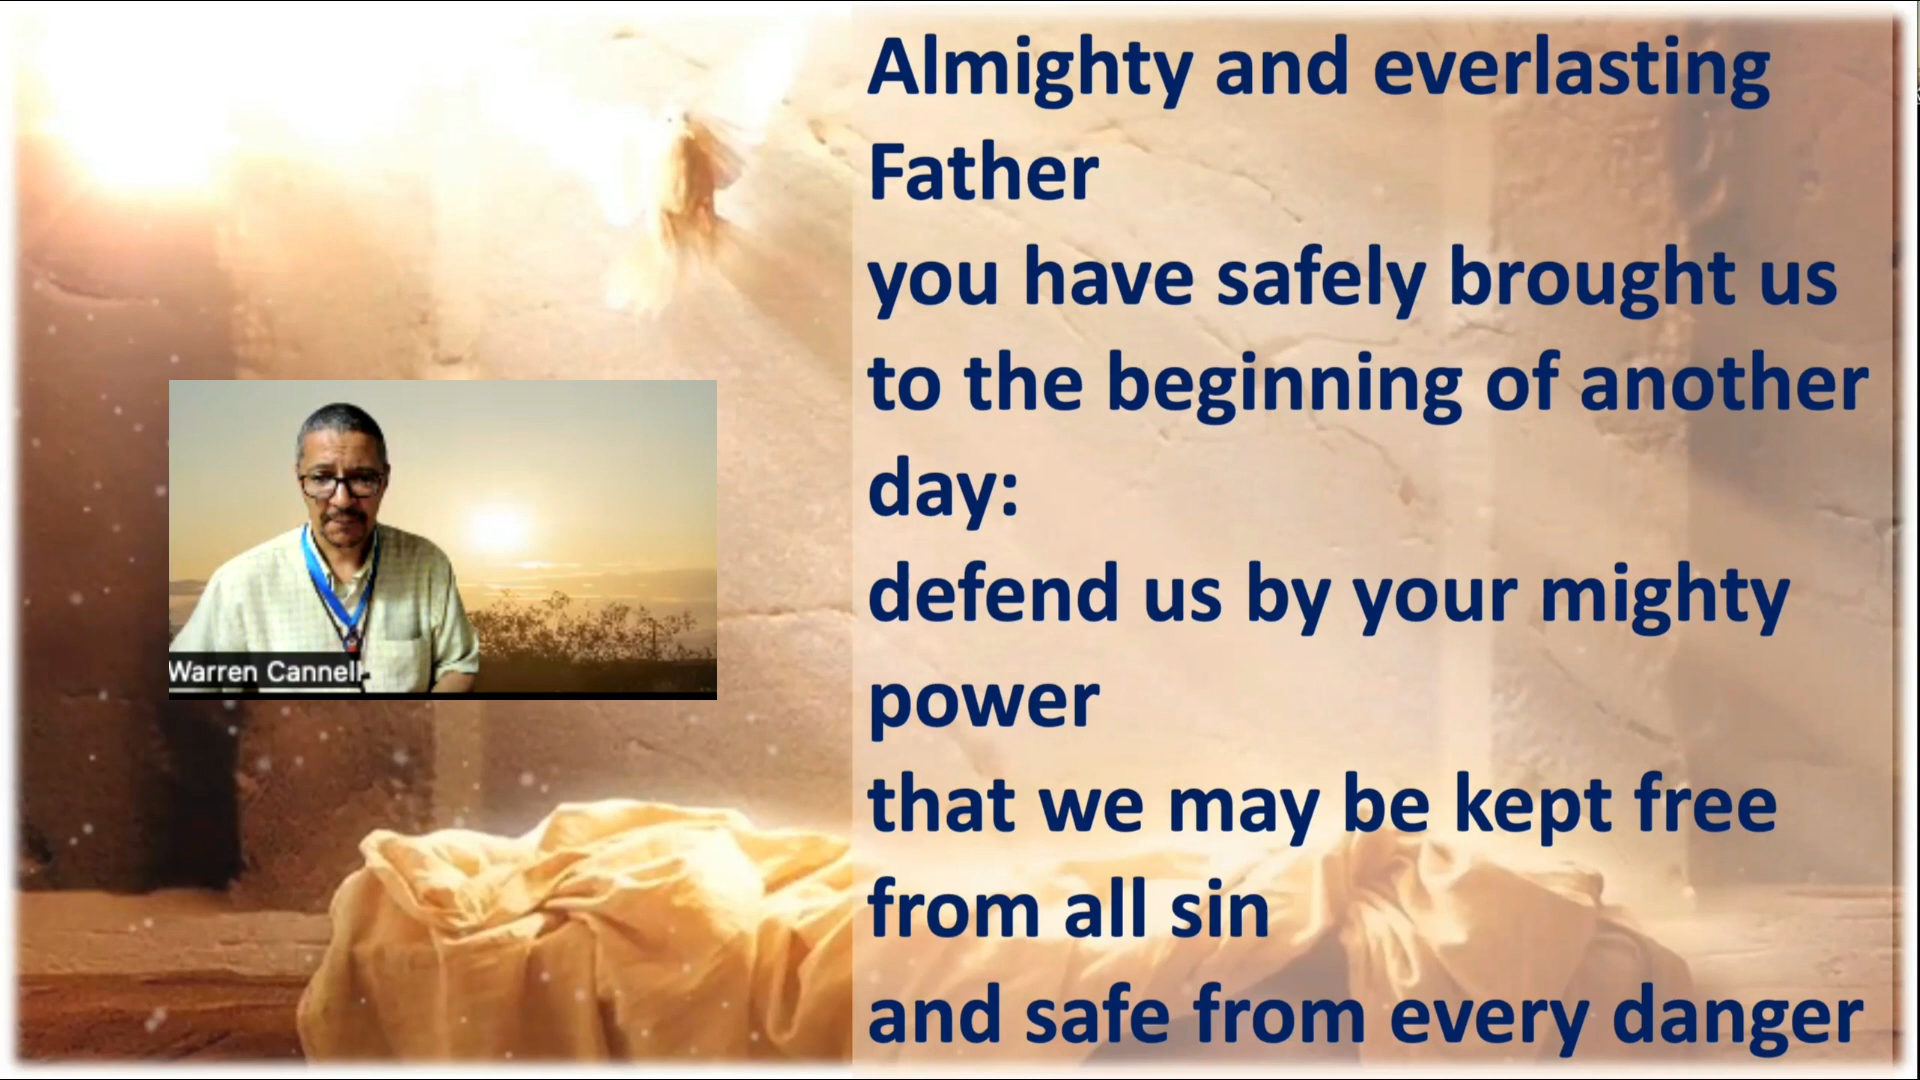 Almighty and everlasting
Father
you have safely brought us
to the beginning of another
day:
defend us by your mighty
power
that we may be kept free
from all sin
and safe from every danger
Warren Cannell